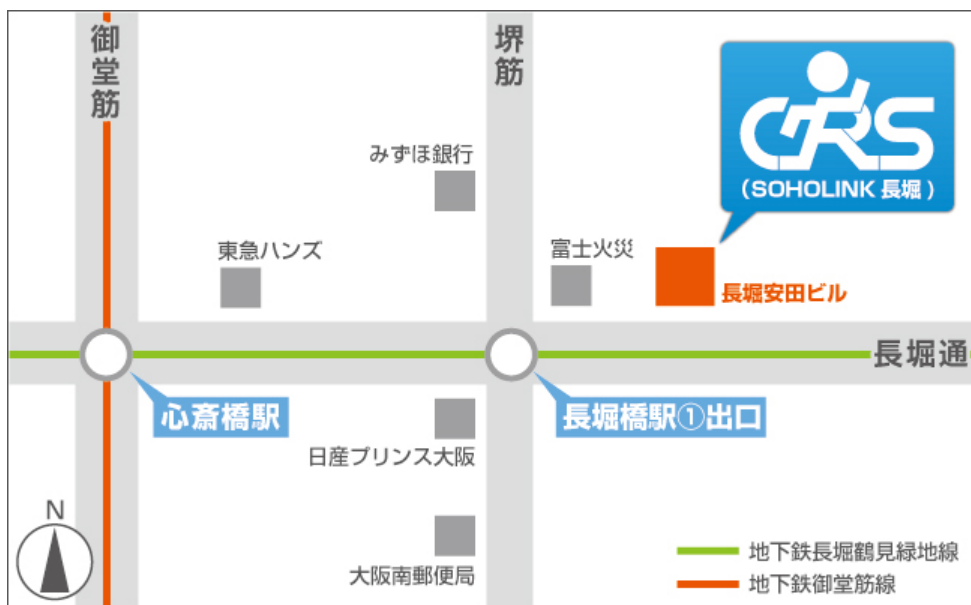 御堂筋
堺筋
CRS
(SOHOLINK 長堀)
みずほ銀行
東急ハンズ
富士火災
長堀安田ビル
長堀通
心斎橋駅
長堀橋駅①出口
日産プリンス大阪
大阪南郵便局
N
地下鉄長堀鶴見緑地線
地下鉄御堂筋線